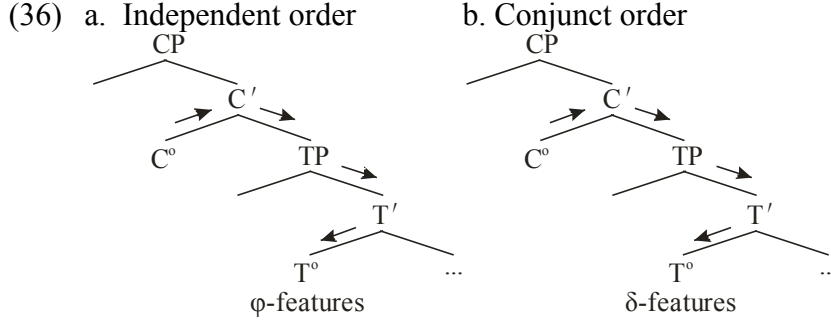 (36) a. Independent order b. Conjunct order
CP CP
C′ C′
C° C°
TP TP
T′ T′
T° ... T° ..
φ-features δ-features